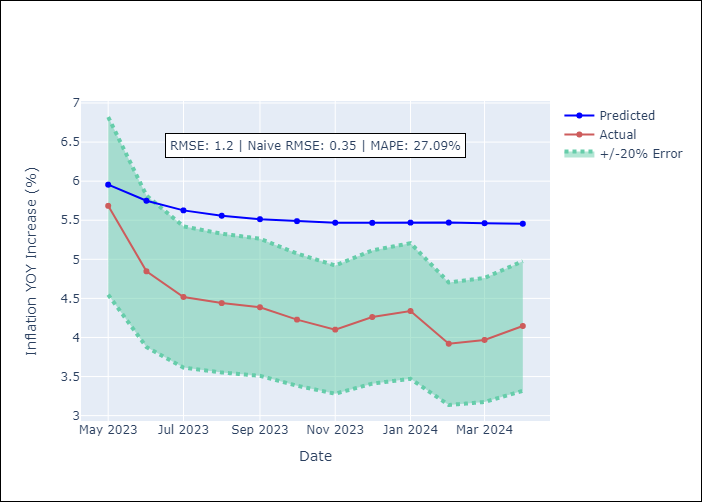 RMSE: 1.2 | Naive RMSE: 0.35 | MAPE: 27.09%
Predicted
Actual
+/-20% Error
Inflation YOY Increase (%)
7
6.5
6
5.5
5
4.5
4
3.5
3
May 2023
Jul 2023
Sep 2023
Nov 2023
Jan 2024
Mar 2024
Date